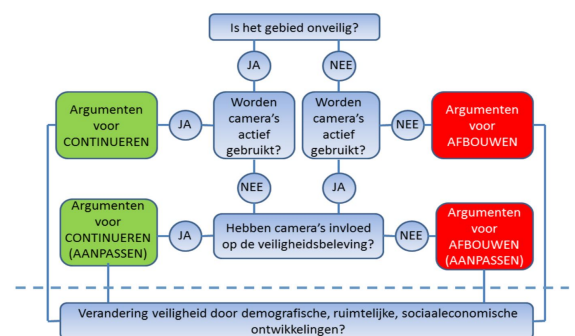 Is het gebied onveilig?
JA
NEE
Argumenten
voor
CONTINUEREN
JA
Worden
camera's
actief
gebruikt?
Worden
camera's
actief
gebruikt?
NEE
Argumenten
voor
AFBOUWEN
NEE
JA
Argumenten
voor
CONTINUEREN
(AANPASSEN)
JA
Hebben camera's invloed
op de veiligheidsbeleving?
NEE
Argumenten
voor
AFBOUWEN
(AANPASSEN)
Verandering veiligheid door demografische, ruimtelijke, sociaaleconomische
ontwikkelingen?